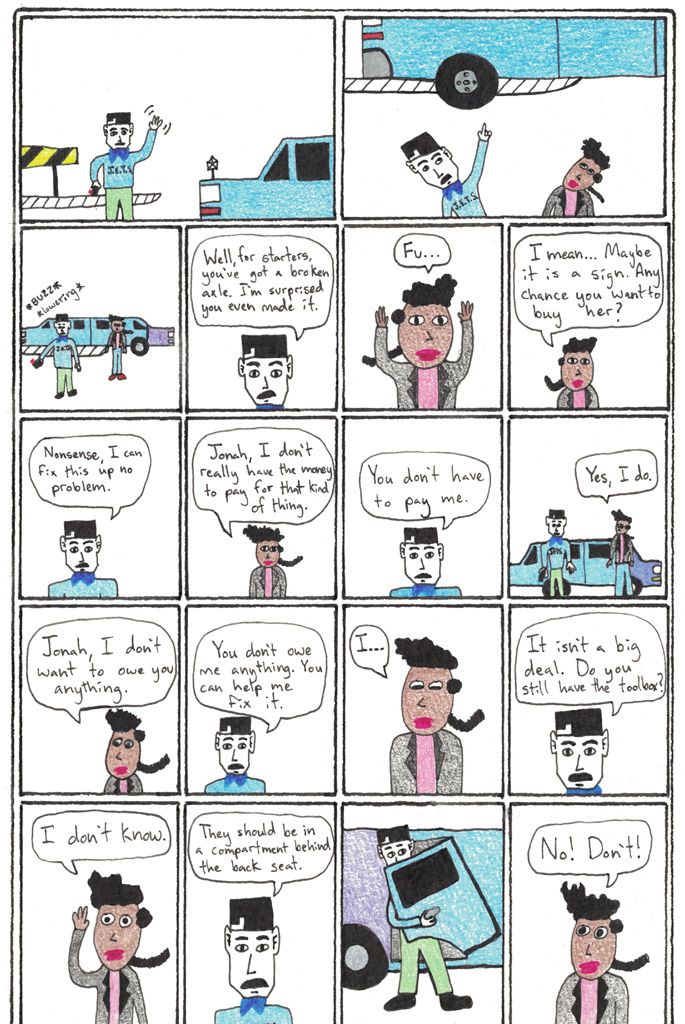 J.E.T.S.
J.E.T.S.
*BUZZ*
*lowering*
J.E.T.S.
Well, for starters,
you've got a broken
axle. I'm surprised
you even made it.
Fu...
I mean... Maybe
it is a sign. Any
chance you want to
buy her?
Nonsense, I can
fix this up no
problem.
Jonah, I don't
really have the money
to pay for that kind
of thing.
You don't have
to pay me.
Yes, I do.
J.E.T.S.
Jonah, I don't
want to owe you
anything.
You don't owe
me anything. You
can help me
fix it.
I...
It isn't a big
deal. Do you
still have the toolbox?
I don't know.
They should be in
a compartment behind
the back seat.
No! Don't!